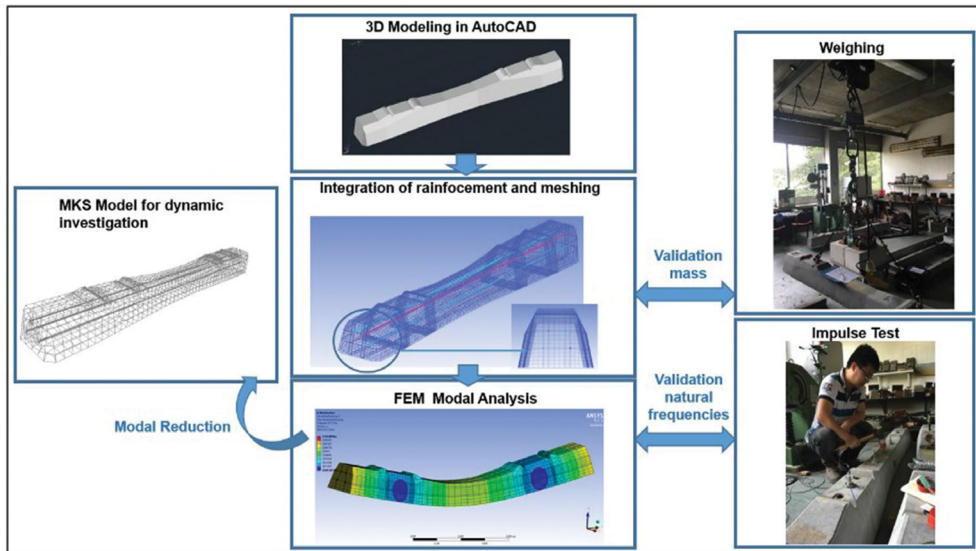 3D Modeling in AutoCAD
Weighing
Integration of rainfocement and meshing
MKS Model for dynamic
investigation
Validation
mass
Impulse Test
FEM Modal Analysis
Validation
natural
frequencies
Modal Reduction
ANSYS